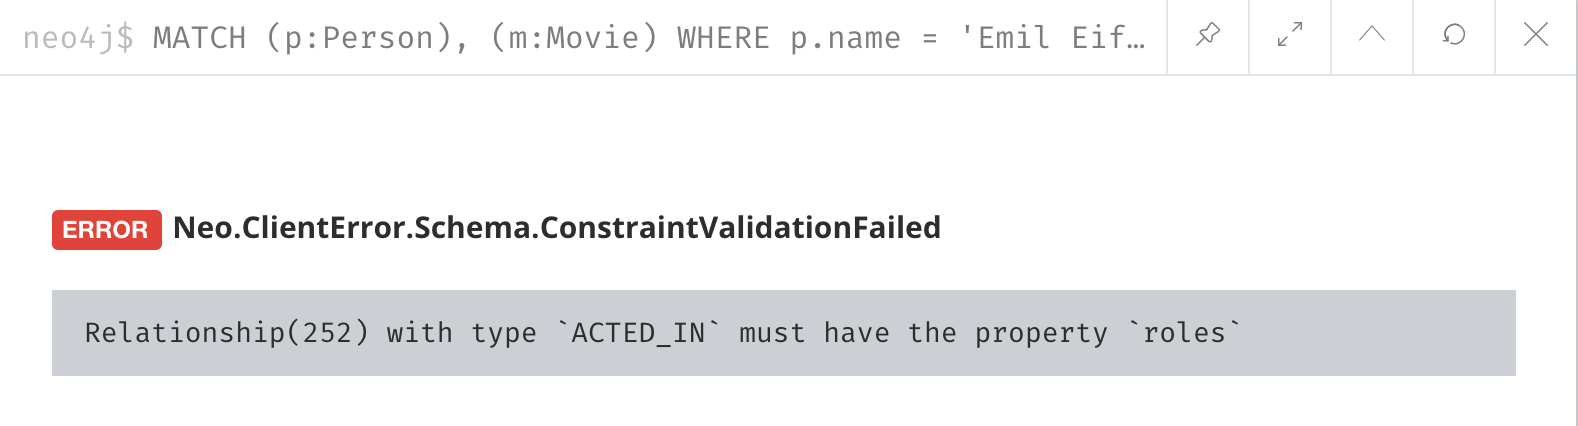 neo4j$ MATCH (p:Person), (m:Movie) WHERE p.name = 'Emil Eif…
ERROR Neo.ClientError.Schema.ConstraintValidationFailed
Relationship(252) with type `ACTED_IN` must have the property `roles`